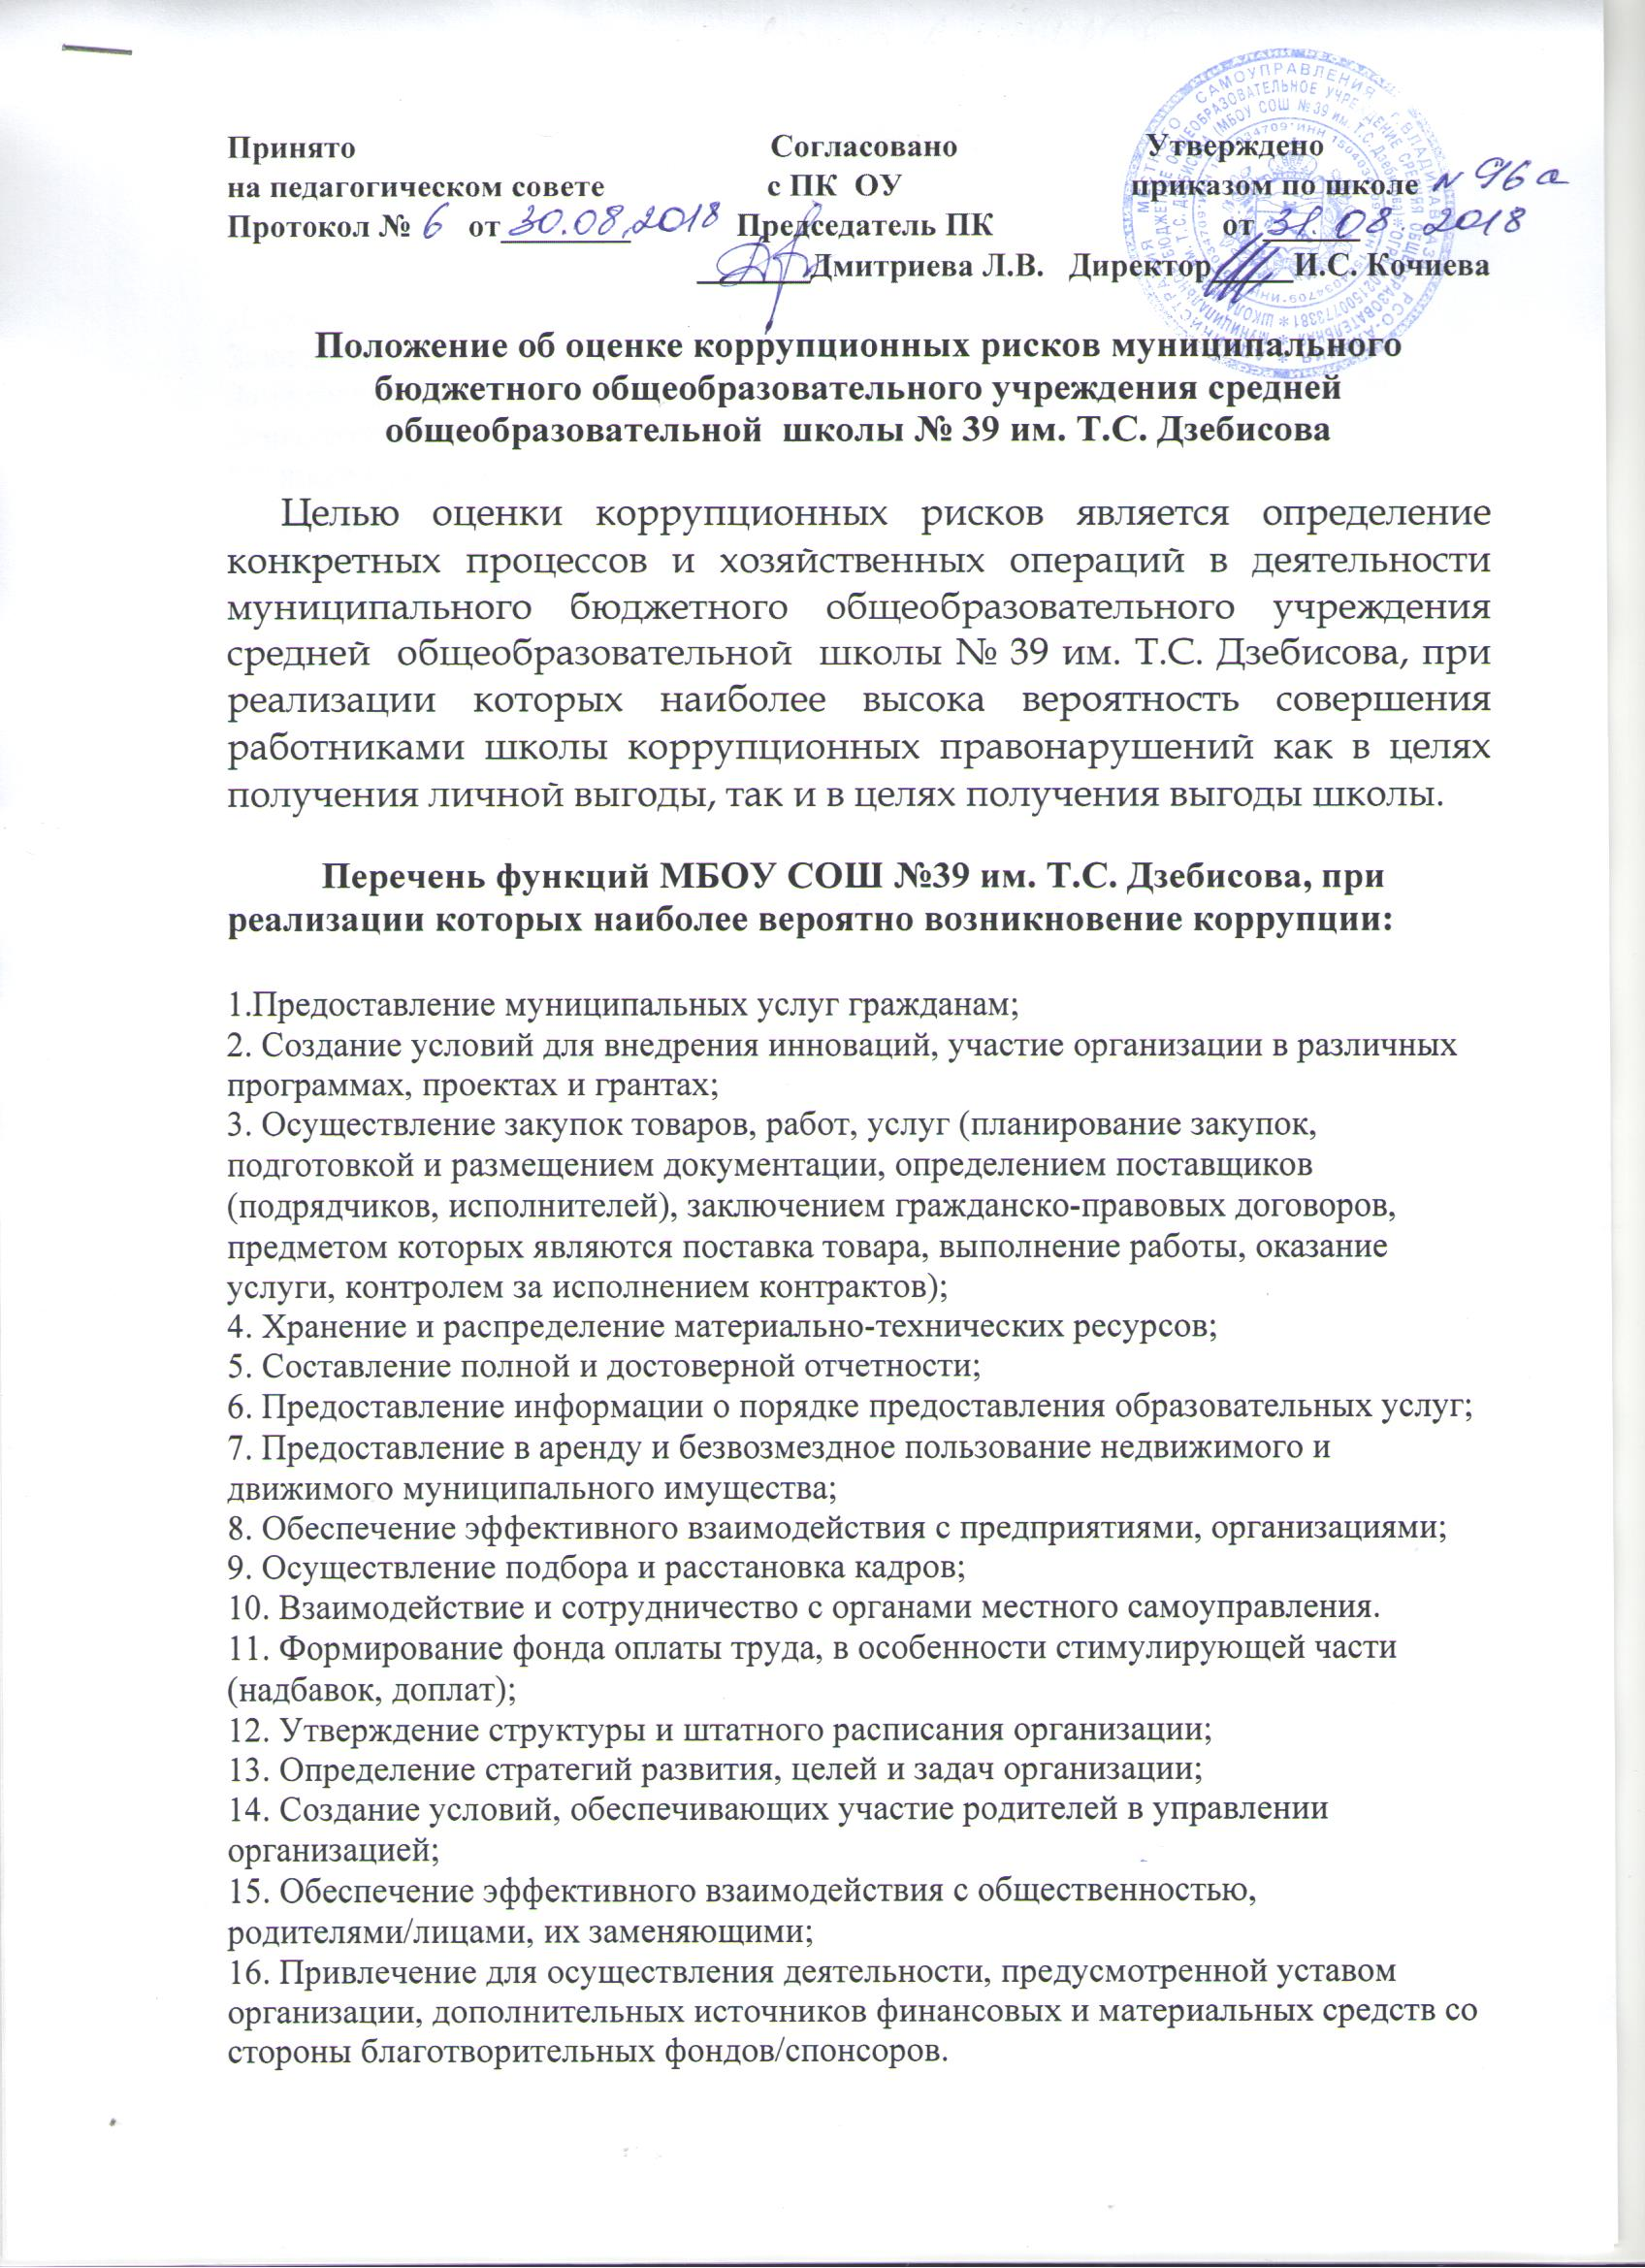 Принято Согласовано Утверждено
на педагогическом совете с ПК ОУ приказом по школе № 96 а
Протокол № 6 от 30.08.2018 Председатель ПК от 31.08.2018
Дмитриева Л.В. Директор И.С. Кочиева
Положение об оценке коррупционных рисков муниципального
бюджетного общеобразовательного учреждения средней
общеобразовательной школы № 39 им. Т.С. Дзебисова
Целью оценки коррупционных рисков является определение
конкретных процессов и хозяйственных операций в деятельности
муниципального бюджетного общеобразовательного учреждения
средней общеобразовательной школы № 39 им. Т.С. Дзебисова, при
реализации которых наиболее высока вероятность совершения
работниками школы коррупционных правонарушений как в целях
получения личной выгоды, так и в целях получения выгоды школы.
Перечень функций МБОУ СОШ №39 им. Т.С. Дзебисова, при
реализации которых наиболее вероятно возникновение коррупции:
1.Предоставление муниципальных услуг гражданам;
2. Создание условий для внедрения инноваций, участие организации в различных
программах, проектах и грантах;
3. Осуществление закупок товаров, работ, услуг (планирование закупок,
подготовкой и размещением документации, определением поставщиков
(подрядчиков, исполнителей), заключением гражданско-правовых договоров,
предметом которых являются поставка товара, выполнение работы, оказание
услуги, контролем за исполнением контрактов);
4. Хранение и распределение материально-технических ресурсов;
5. Составление полной и достоверной отчетности;
6. Предоставление информации о порядке предоставления образовательных услуг;
7. Предоставление в аренду и безвозмездное пользование недвижимого и
движимого муниципального имущества;
8. Обеспечение эффективного взаимодействия с предприятиями, организациями;
9. Осуществление подбора и расстановка кадров;
10. Взаимодействие и сотрудничество с органами местного самоуправления.
11. Формирование фонда оплаты труда, в особенности стимулирующей части
(надбавок, доплат);
12. Утверждение структуры и штатного расписания организации;
13. Определение стратегий развития, целей и задач организации;
14. Создание условий, обеспечивающих участие родителей в управлении
организацией;
15. Обеспечение эффективного взаимодействия с общественностью,
родителями/лицами, их заменяющими;
16. Привлечение для осуществления деятельности, предусмотренной уставом
организации, дополнительных источников финансовых и материальных средств со
стороны благотворительных фондов/спонсоров.